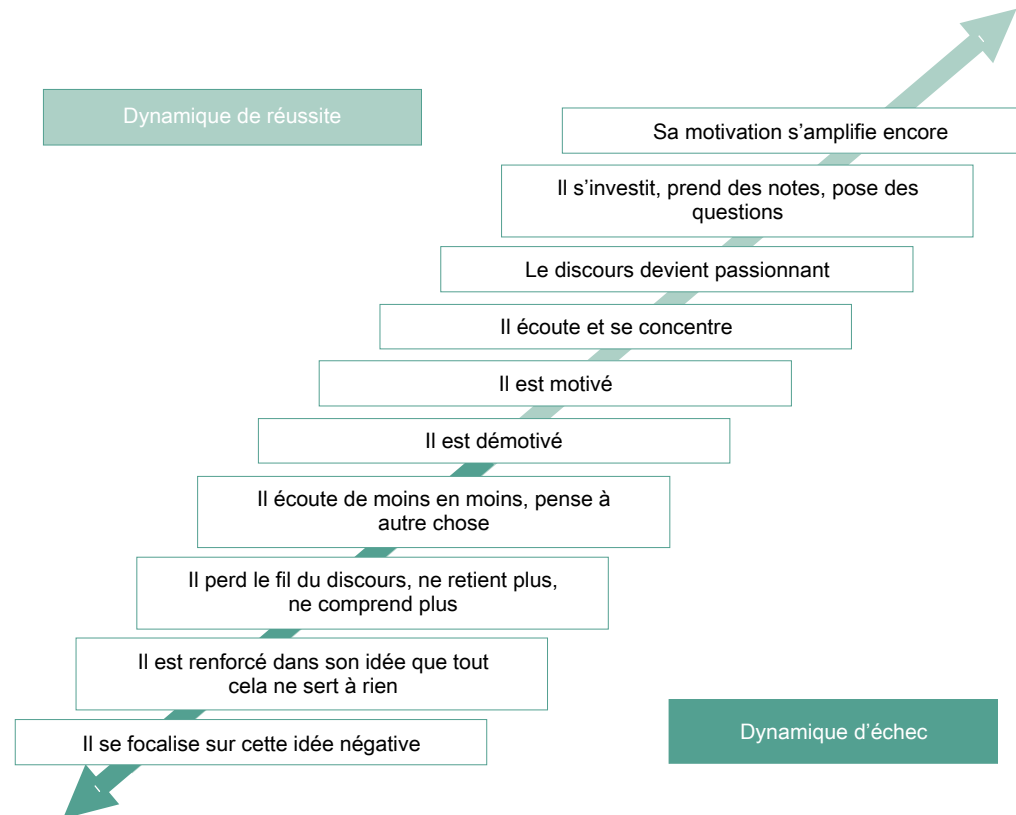 Dynamique de réussite
Sa motivation s’amplifie encore
Il s’investit, prend des notes, pose des
questions
Le discours devient passionnant
Il écoute et se concentre
Il est motivé
Il est démotivé
Il écoute de moins en moins, pense à
autre chose
Il perd le fil du discours, ne retient plus,
ne comprend plus
Il est renforcé dans son idée que tout
cela ne sert à rien
Il se focalise sur cette idée négative
Dynamique d’échec